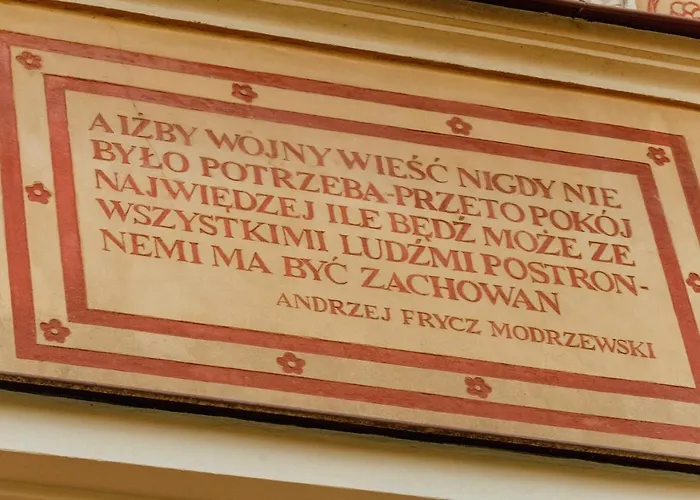 A IŻBY WOJNY WIEŚĆ NIGDY NIE
BYŁO POTRZEBA-PRZETO POKÓJ
NAJWIĘDZEJ ILE BĘDŹ MOŻE ZE
WSZYSTKIMI LUDŹMI POSTRON-
NEMI MA BYĆ ZACHOWAN
ANDRZEJ FRYCZ MODRZEWSKI